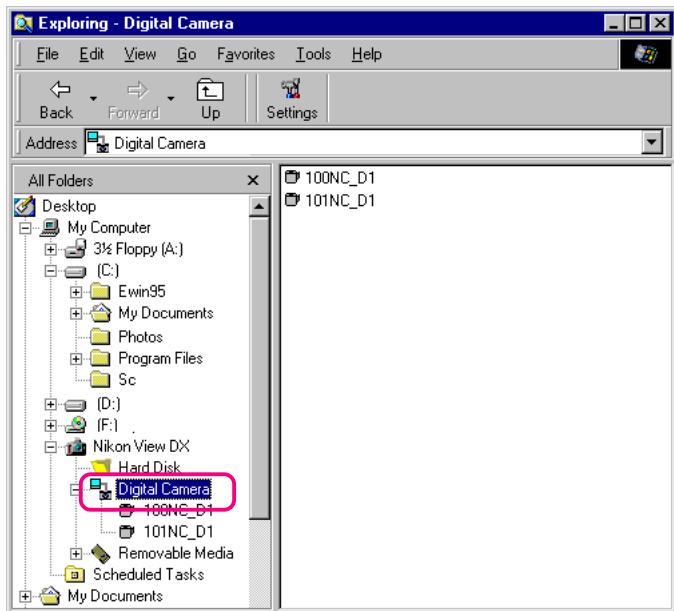 Exploring - Digital Camera
File Edit View Go Favorites Tools Help
Back Forward Up Settings
Address Digital Camera
All Folders x
Desktop
My Computer
3½ Floppy (A:)
(C:)
Ewin95
My Documents
Photos
Program Files
Sc
(D:)
(F:)
Nikon View DX
Hard Disk
Digital Camera
100NC_D1
101NC_D1
Removable Media
Scheduled Tasks
My Documents
100NC_D1
101NC_D1